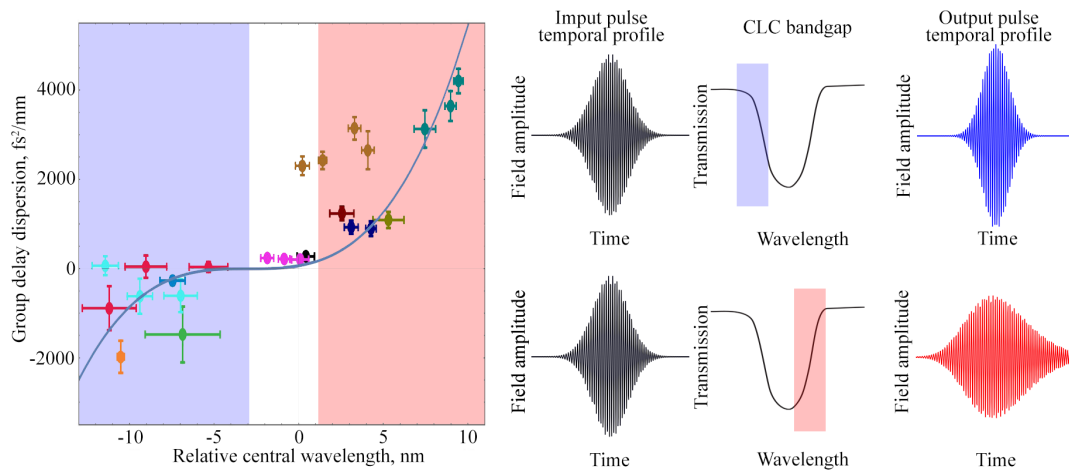 Group delay dispersion, fs²/mm
4000
2000
0
-2000
-10
-5
0
5
10
Relative central wavelength, nm
Imput pulse
temporal profile
CLC bandgap
Output pulse
temporal profile
Field amplitude
Time
Transmission
Wavelength
Field amplitude
Time
Field amplitude
Time
Transmission
Wavelength
Field amplitude
Time